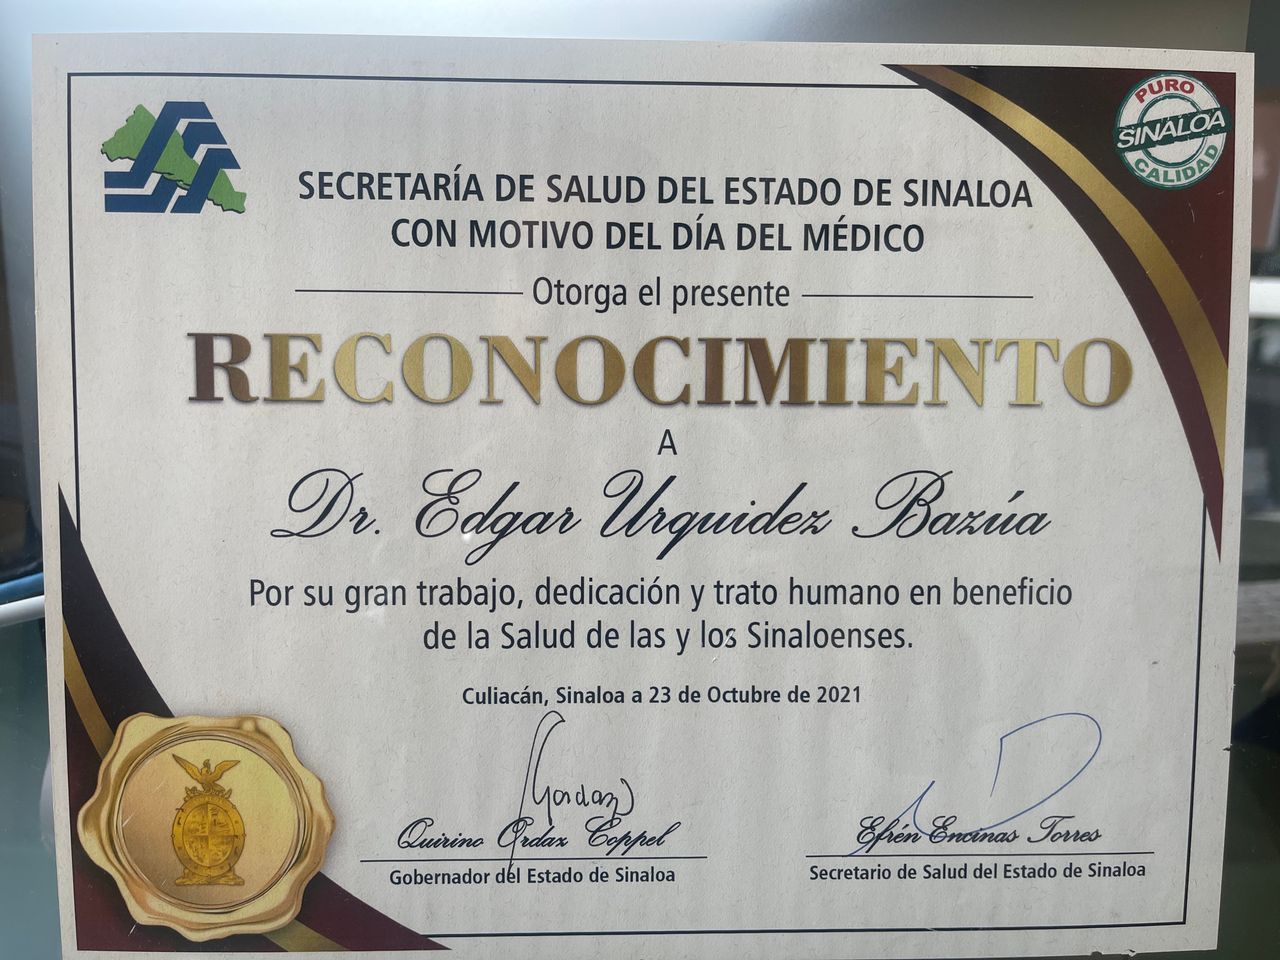 PURO
SINALOA
CALIDAD
SECRETARÍA DE SALUD DEL ESTADO DE SINALOA
CON MOTIVO DEL DÍA DEL MÉDICO
Otorga el presente
RECONOCIMIENTO
A
Dr. Edgar Urquidez Bazúa
Por su gran trabajo, dedicación y trato humano en beneficio
de la Salud de las y los Sinaloenses.
Culiacán, Sinaloa a 23 de Octubre de 2021
Quirino Ordaz Coppel
Gobernador del Estado de Sinaloa
Efrén Encinas Torres
Secretario de Salud del Estado de Sinaloa